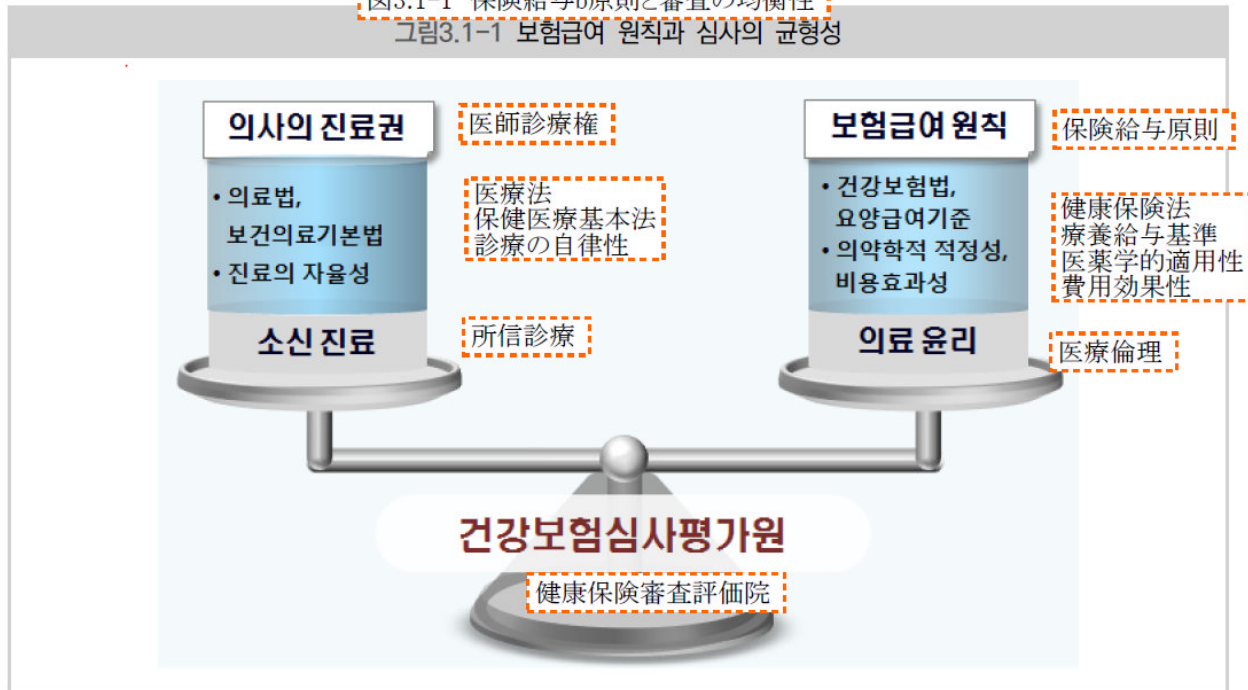 図3.1-1 保険給与b原則と審査の均衡性
그림3.1-1 보험급여 원칙과 심사의 균형성
의사의 진료권
医師診療権
• 의료법,
보건의료기본법
• 진료의 자율성
医療法
保健医療基本法
診療の自律性
소신 진료
所信診療
보험급여 원칙
保険給与原則
• 건강보험법,
요양급여기준
• 의약학적 적정성,
비용효과성
健康保険法
療養給与基準
医薬学的適用性
費用効果性
의료 윤리
医療倫理
건강보험심사평가원
健康保険審査評価院